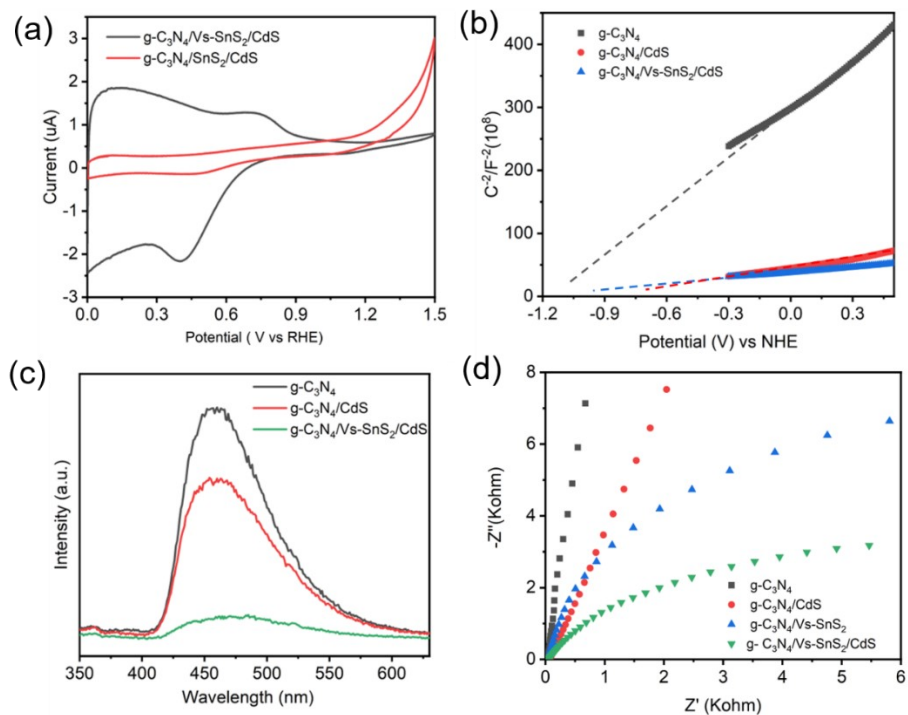 (a)
g-C₃N₄/Vs-SnS₂/CdS
g-C₃N₄/SnS₂/CdS
3
2
1
0
-1
-2
-3
Current (uA)
0.0 0.3 0.6 0.9 1.2 1.5
Potential ( V vs RHE)
(b)
g-C₃N₄
g-C₃N₄/CdS
g-C₃N₄/Vs-SnS₂/CdS
400
300
200
100
0
C⁻²/F⁻²(10⁸)
-1.2 -0.9 -0.6 -0.3 0.0 0.3
Potential (V) vs NHE
(c)
g-C₃N₄
g-C₃N₄/CdS
g-C₃N₄/Vs-SnS₂/CdS
Intensity (a.u.)
350 400 450 500 550 600
Wavelength (nm)
(d)
8
6
4
2
0
-Z"(Kohm)
g-C₃N₄
g-C₃N₄/CdS
g-C₃N₄/Vs-SnS₂
g- C₃N₄/Vs-SnS₂/CdS
0 1 2 3 4 5 6
Z' (Kohm)